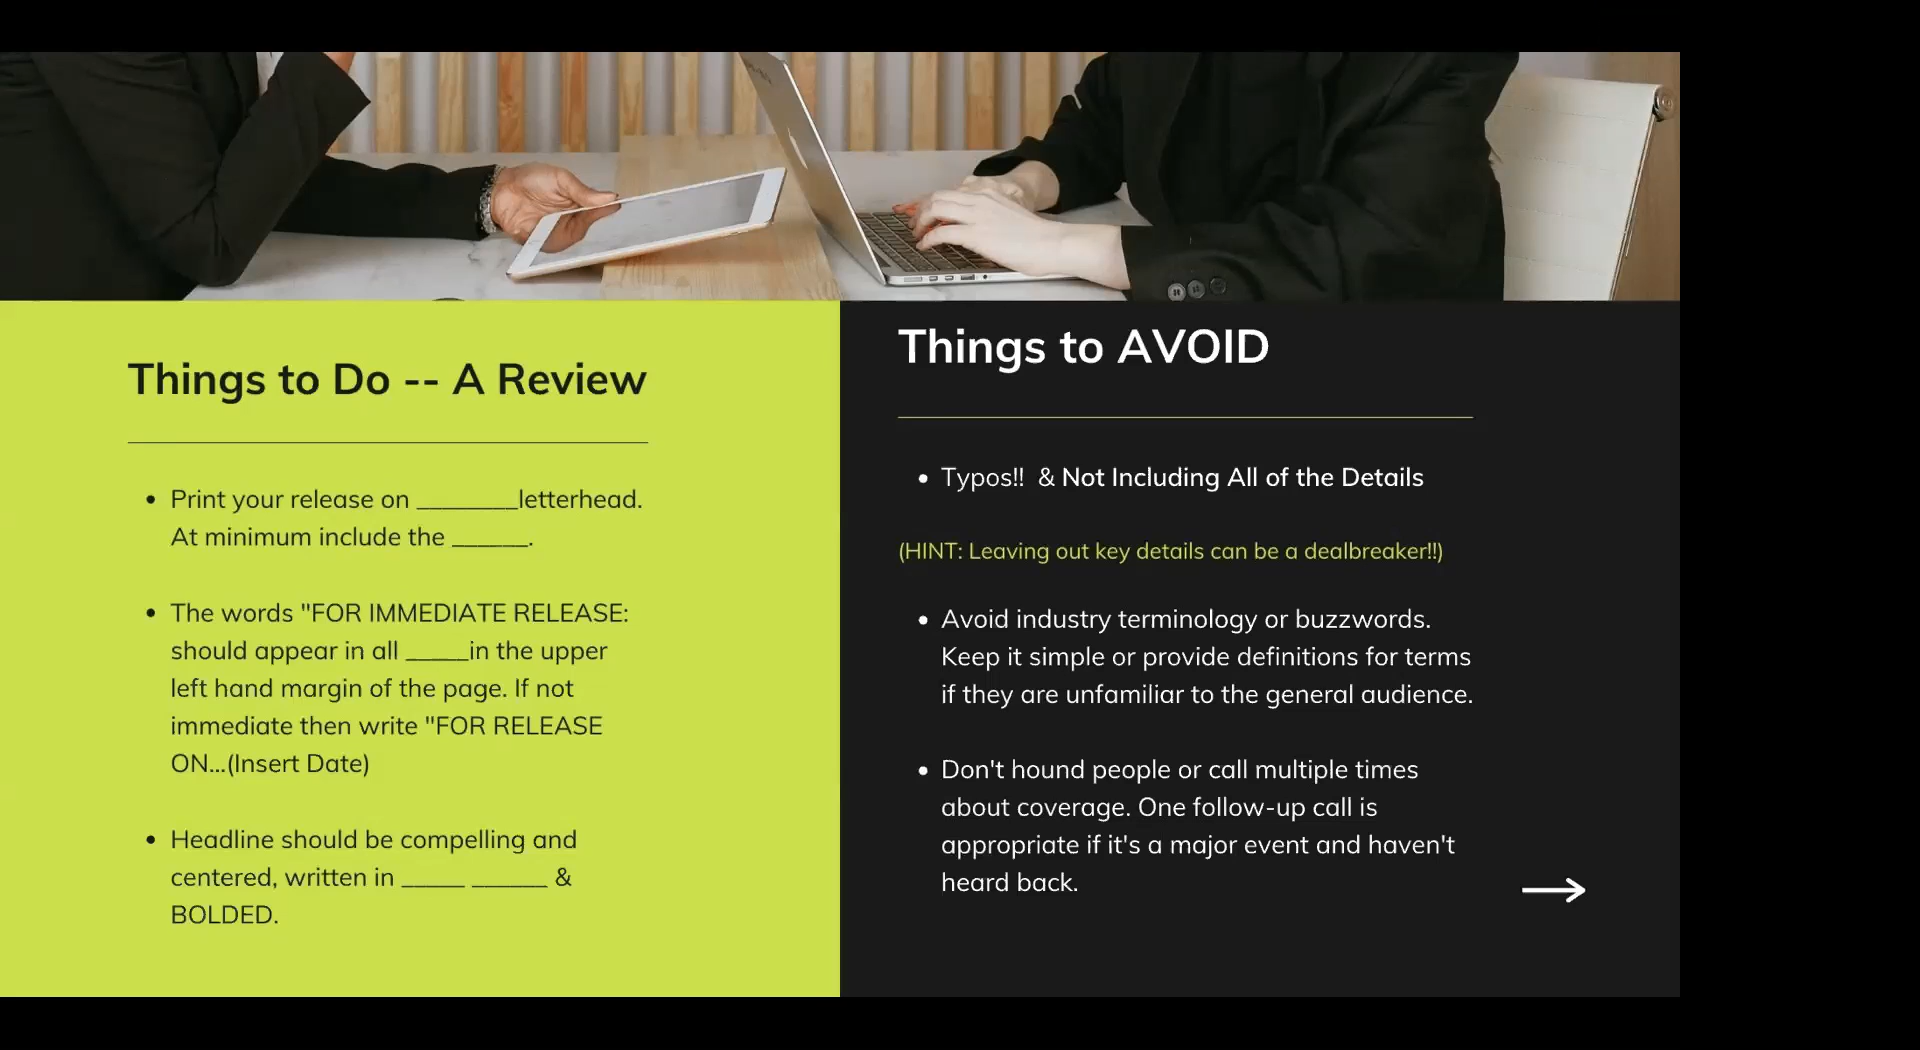 Things to Do -- A Review
Print your release on ________letterhead.
At minimum include the ______.
The words "FOR IMMEDIATE RELEASE:
should appear in all _____in the upper
left hand margin of the page. If not
immediate then write "FOR RELEASE
ON...(Insert Date)
Headline should be compelling and
centered, written in _____ ______ &
BOLDED.
Things to AVOID
Typos!! & Not Including All of the Details
(HINT: Leaving out key details can be a dealbreaker!!)
Avoid industry terminology or buzzwords.
Keep it simple or provide definitions for terms
if they are unfamiliar to the general audience.
Don't hound people or call multiple times
about coverage. One follow-up call is
appropriate if it's a major event and haven't
heard back.